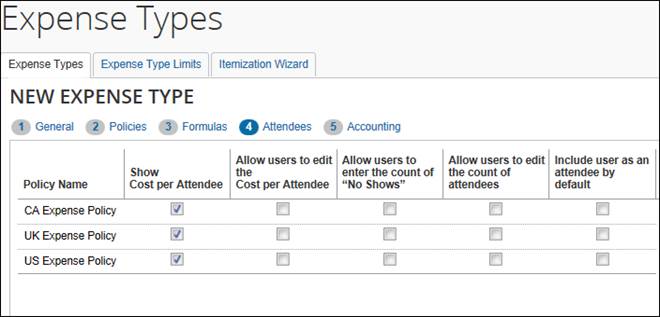 Expense Types
Expense Types Expense Type Limits Itemization Wizard
NEW EXPENSE TYPE
1 General 2 Policies 3 Formulas 4 Attendees 5 Accounting
Policy Name
Show
Cost per Attendee
Allow users to edit
the
Cost per Attendee
Allow users to
enter the count of
“No Shows”
Allow users to edit
the count of
attendees
Include user as an
attendee by
default
CA Expense Policy
UK Expense Policy
US Expense Policy